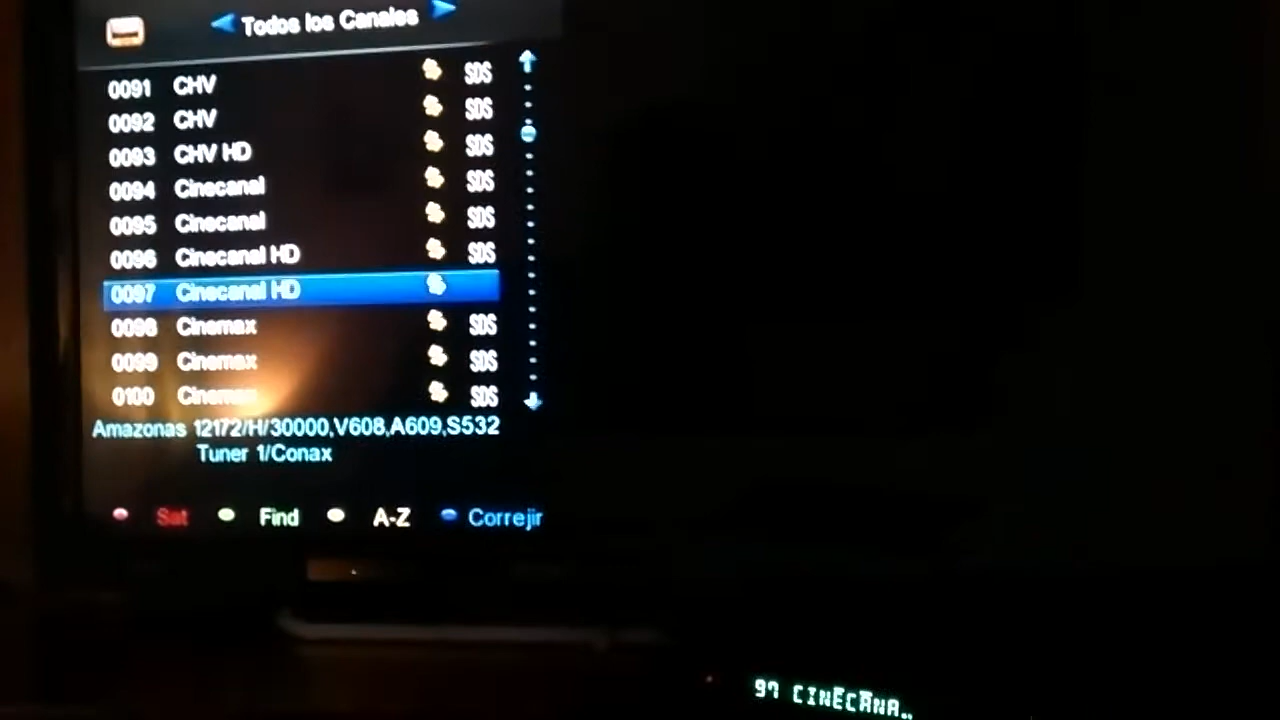 Todos los Canales
0091 CHV SDS
0092 CHV SDS
0093 CHV HD SDS
0094 Cinecanal SDS
0095 Cinecanal SDS
0096 Cinecanal HD SDS
0097 Cinecanal HD
0098 Cinemax SDS
0099 Cinemax SDS
0100 Cinemax SDS
Amazonas 12172/H/30000,V608,A609,S532
Tuner 1/Conax
Sat Find A-Z Correjir
97 CINECANA..